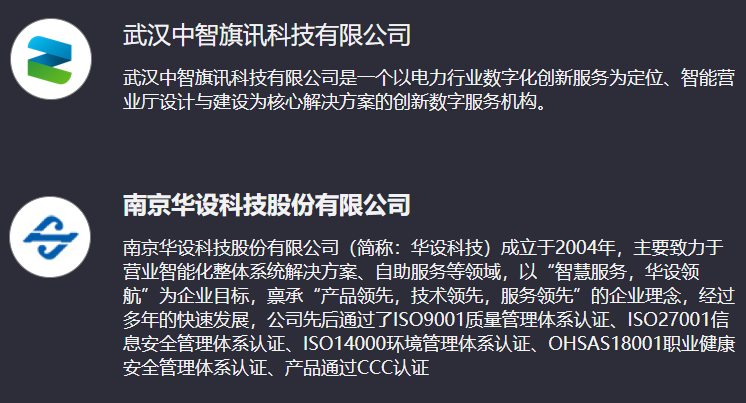 武汉中智旗讯科技有限公司
武汉中智旗讯科技有限公司是一个以电力行业数字化创新服务为定位、智能营
业厅设计与建设为核心解决方案的创新数字服务机构。
南京华设科技股份有限公司
南京华设科技股份有限公司（简称：华设科技）成立于2004年，主要致力于
营业智能化整体系统解决方案、自助服务等领域，以“智慧服务，华设领
航”为企业目标，禀承“产品领先，技术领先，服务领先”的企业理念，经过
多年的快速发展，公司先后通过了ISO9001质量管理体系认证、ISO27001信
息安全管理体系认证、ISO14000环境管理体系认证、OHSAS18001职业健康
安全管理体系认证、产品通过CCC认证